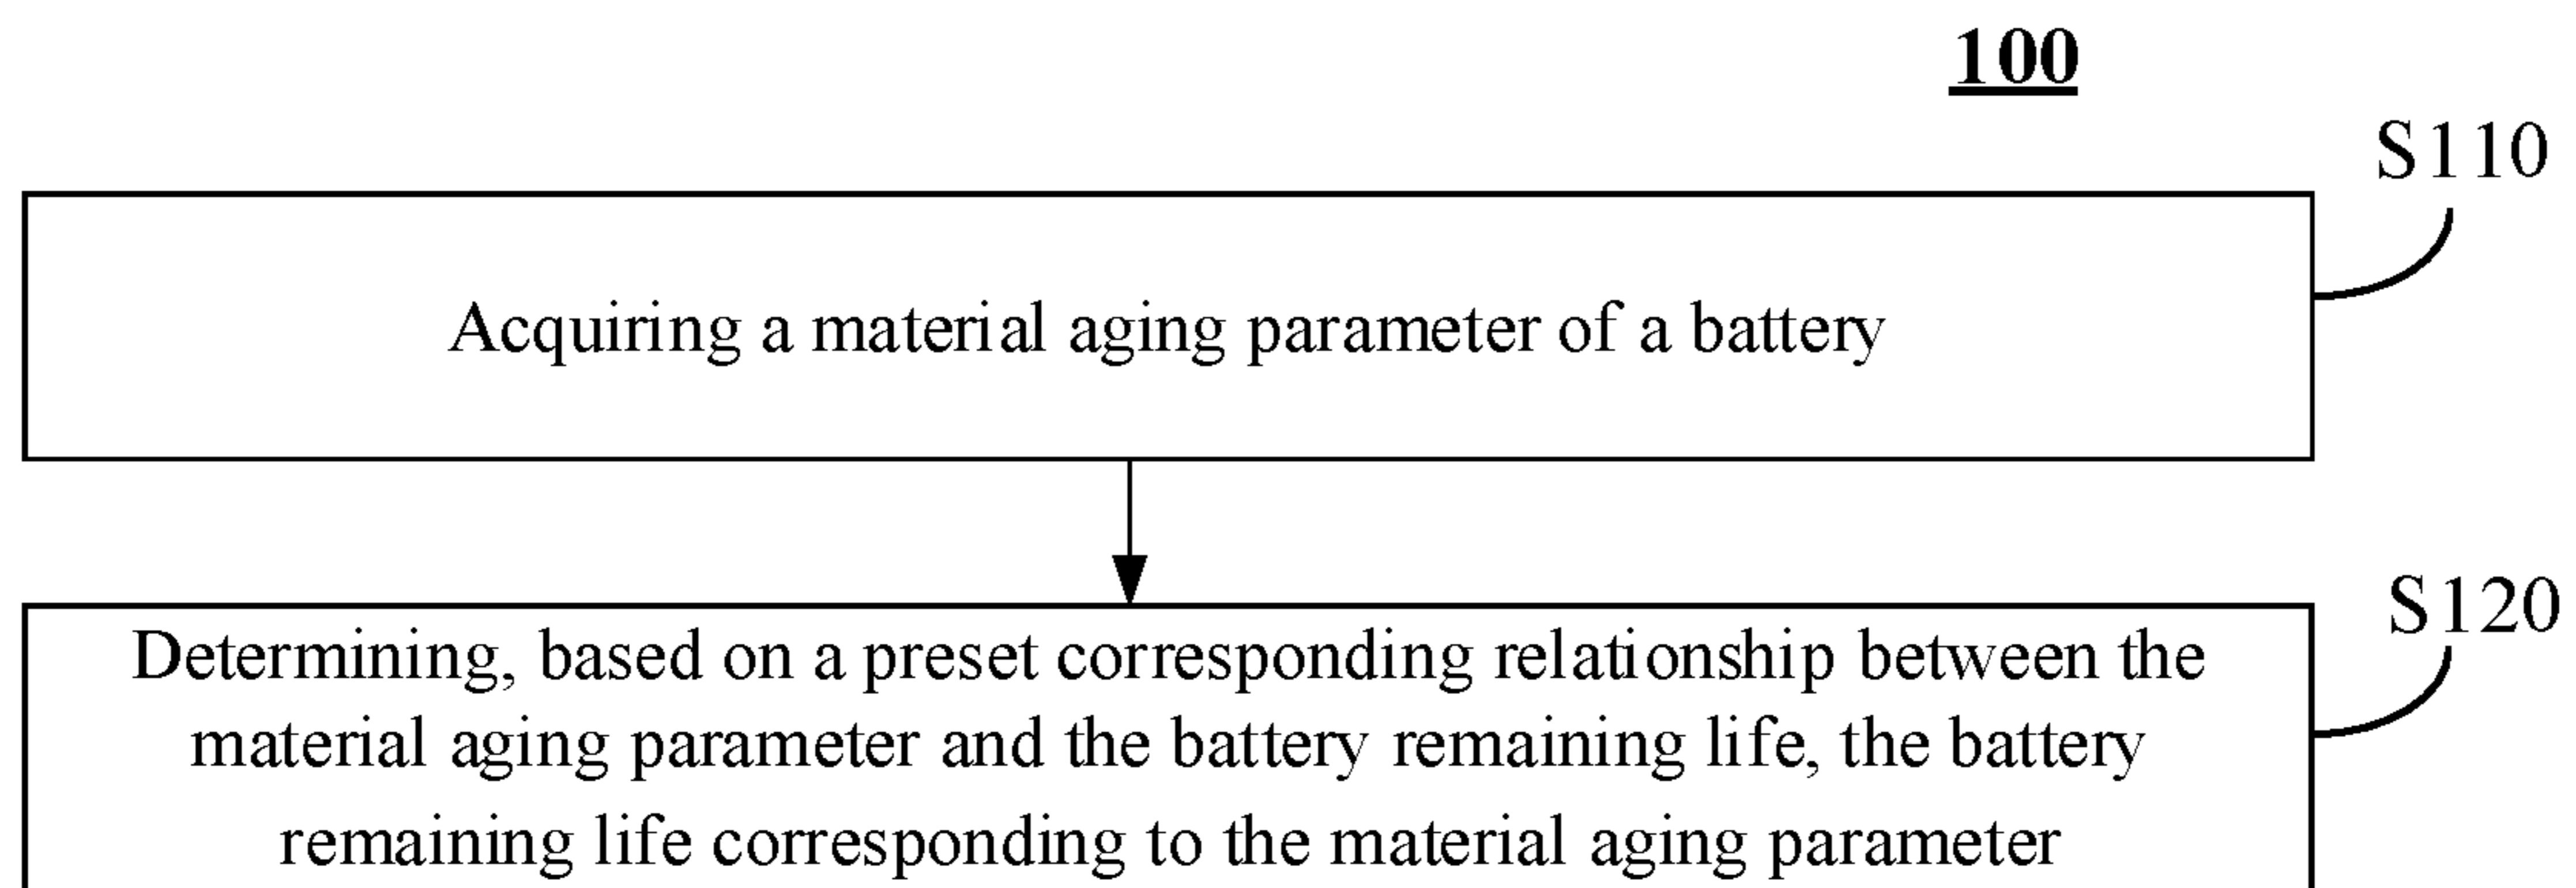 100
S110
Acquiring a material aging parameter of a battery
S120
Determining, based on a preset corresponding relationship between the
material aging parameter and the battery remaining life, the battery
remaining life corresponding to the material aging parameter